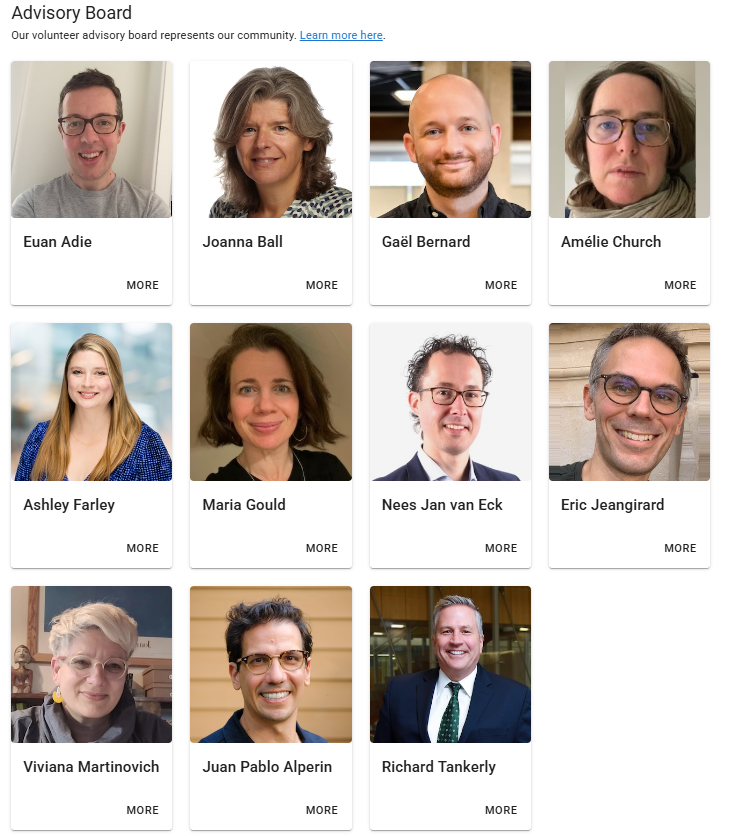 Advisory Board
Our volunteer advisory board represents our community. Learn more here.
Euan Adie
Joanna Ball
Gaël Bernard
Amélie Church
MORE
MORE
MORE
MORE
Ashley Farley
Maria Gould
Nees Jan van Eck
Eric Jeangirard
MORE
MORE
MORE
MORE
Viviana Martinovich
Juan Pablo Alperin
Richard Tankerly
MORE
MORE
MORE